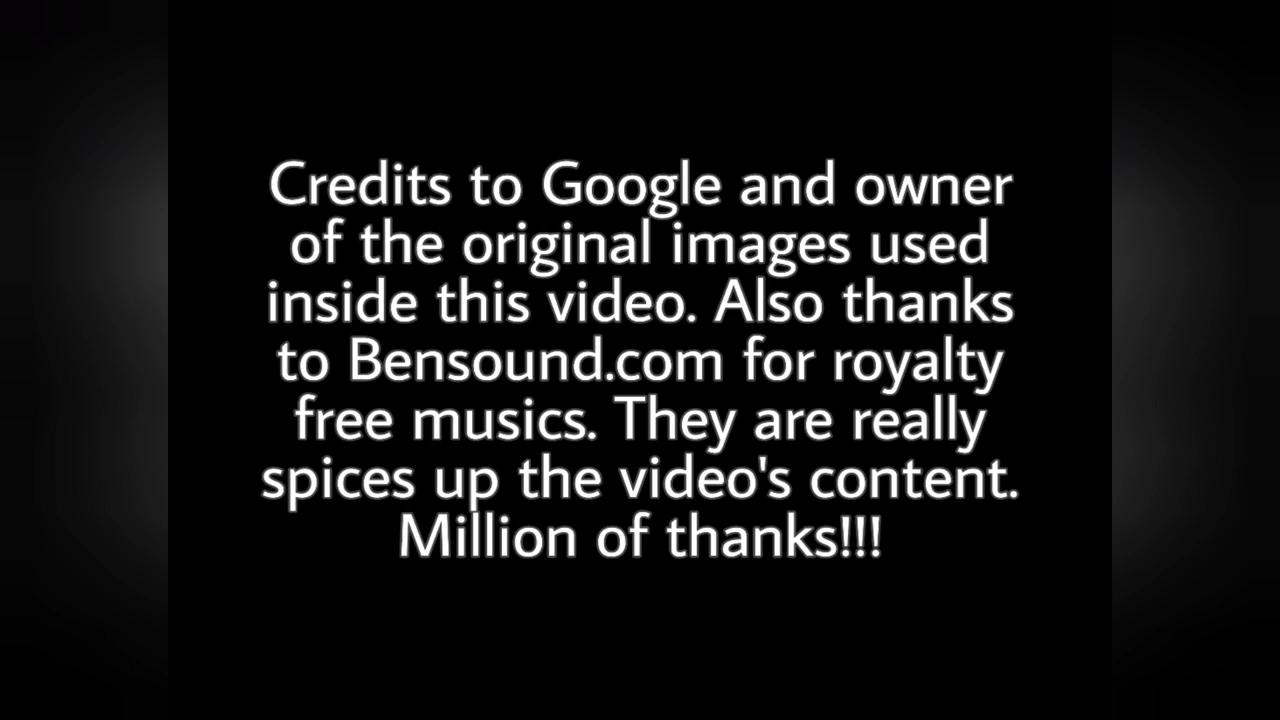 Credits to Google and owner
of the original images used
inside this video. Also thanks
to Bensound.com for royalty
free musics. They are really
spices up the video's content.
Million of thanks!!!